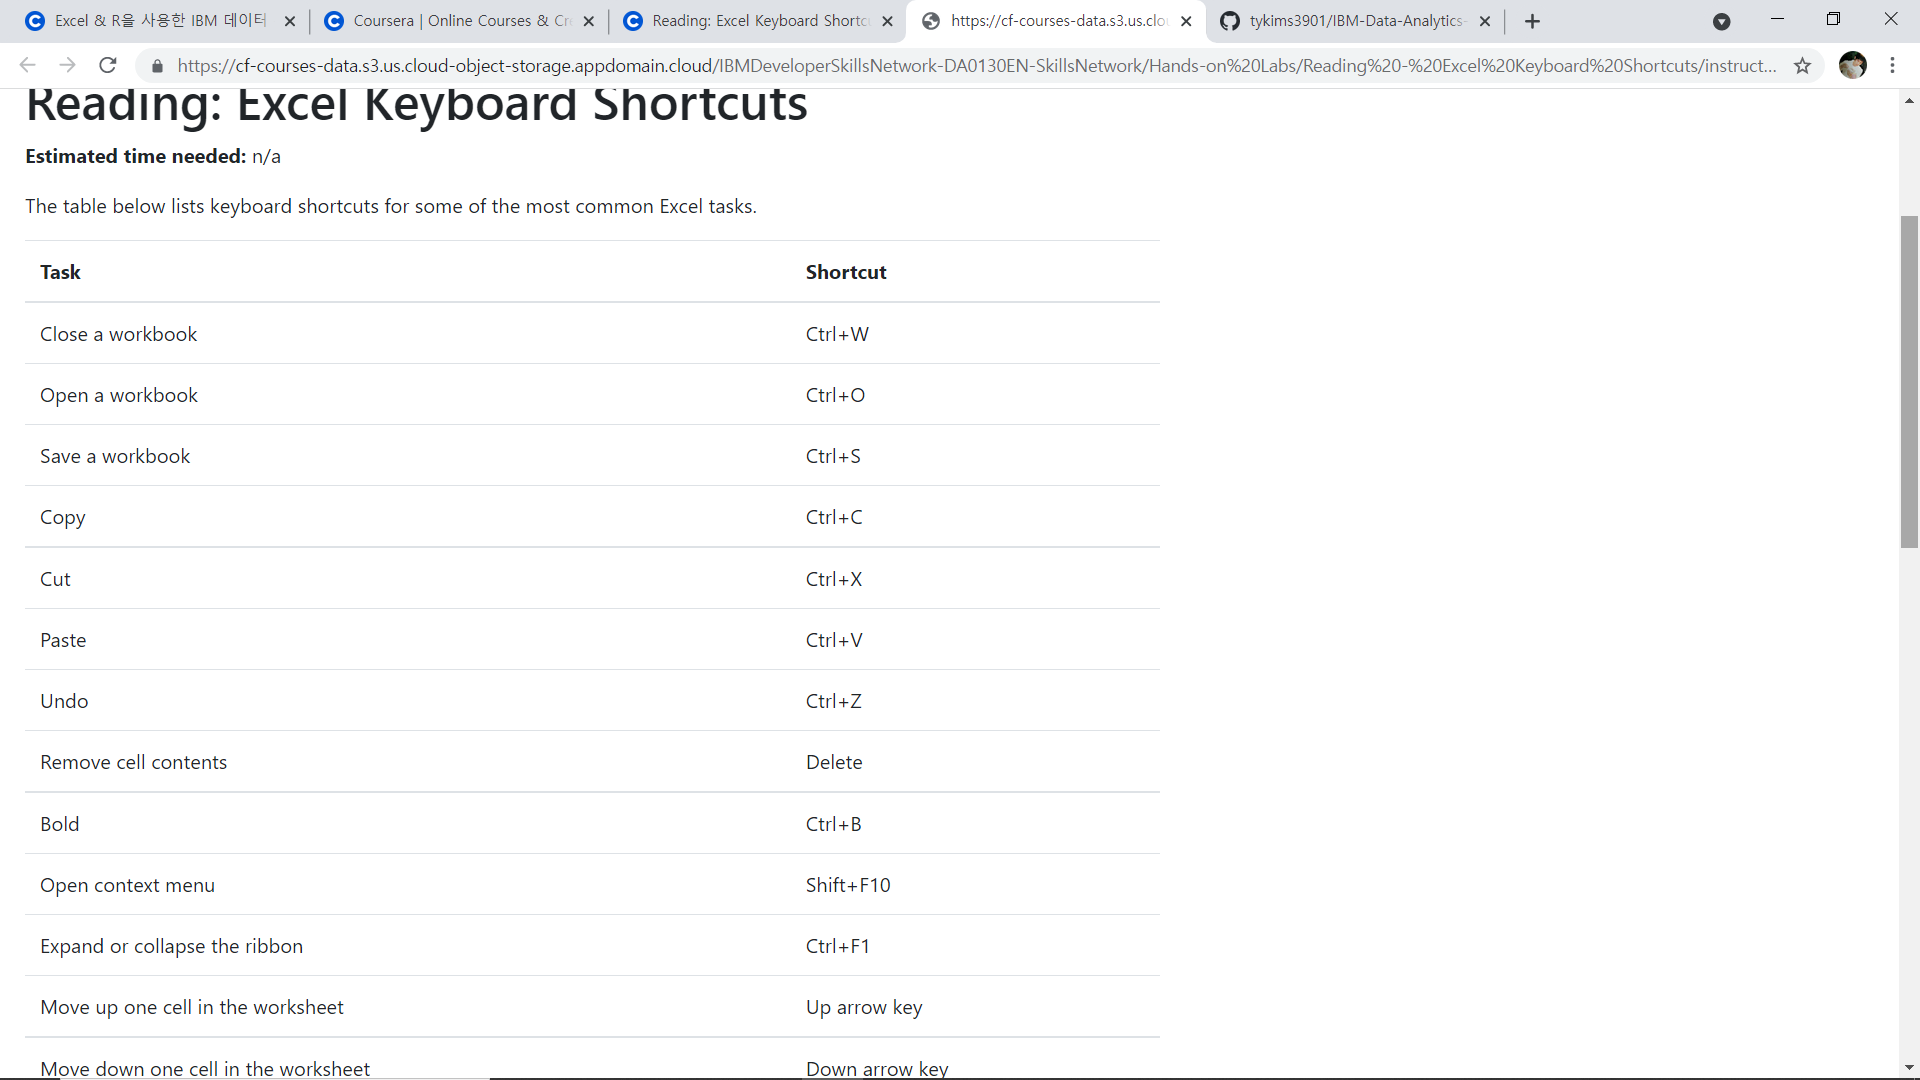 Excel & R을 사용한 IBM 데이터
Coursera | Online Courses & Cre
Reading: Excel Keyboard Shortcu
https://cf-courses-data.s3.us.clou
tykims3901/IBM-Data-Analytics-
https://cf-courses-data.s3.us.cloud-object-storage.appdomain.cloud/IBMDeveloperSkillsNetwork-DA0130EN-SkillsNetwork/Hands-on%20Labs/Reading%20-%20Excel%20Keyboard%20Shortcuts/instruct...
Reading: Excel Keyboard Shortcuts
Estimated time needed: n/a
The table below lists keyboard shortcuts for some of the most common Excel tasks.
Task Shortcut
Close a workbook Ctrl+W
Open a workbook Ctrl+O
Save a workbook Ctrl+S
Copy Ctrl+C
Cut Ctrl+X
Paste Ctrl+V
Undo Ctrl+Z
Remove cell contents Delete
Bold Ctrl+B
Open context menu Shift+F10
Expand or collapse the ribbon Ctrl+F1
Move up one cell in the worksheet Up arrow key
Move down one cell in the worksheet Down arrow key